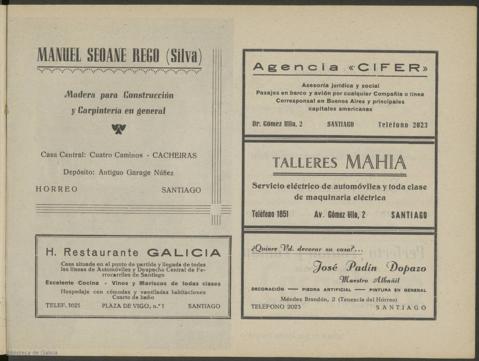 MANUEL SEOANE REGO (Silva)
Madera para Construcción
y Carpintería en general
Casa Central: Cuatro Caminos - CACHEIRAS
Depósito: Antiguo Garage Núñez
HORREO SANTIAGO
H. Restaurante GALICIA
Casa situada en el punto de partida y llegada de todas
las líneas de Automóviles y Despacho Central de Fe-
rrocarriles de Santiago
Excelente Cocina - Vinos y Mariscos de todas clases
Hospedaje con cómodas y ventiladas habitaciones
Cuarto de baño
TELEF. 1021 PLAZA DE VIGO, n.º 1 SANTIAGO
Agencia «CIFER»
Asesoría jurídica y social
Pasajes en barco y avión por cualquier Compañía o línea
Corresponsal en Buenos Aires y principales
capitales americanas
Dr. Gómez Ulla, 2 SANTIAGO Teléfono 2023
TALLERES MAHIA
Servicio eléctrico de automóviles y toda clase
de maquinaria eléctrica
Teléfono 1851 Av. Gómez Ulla, 2 SANTIAGO
¿Quiere Vd. decorar su casa?...
José Padín Dopazo
Maestro Albañil
DECORACIÓN — PIEDRA ARTIFICIAL — PINTURA EN GENERAL
Méndez Brandón, 2 (Tenencia del Hórreo)
TELEFONO 2025 SANTIAGO
Biblioteca de Galicia